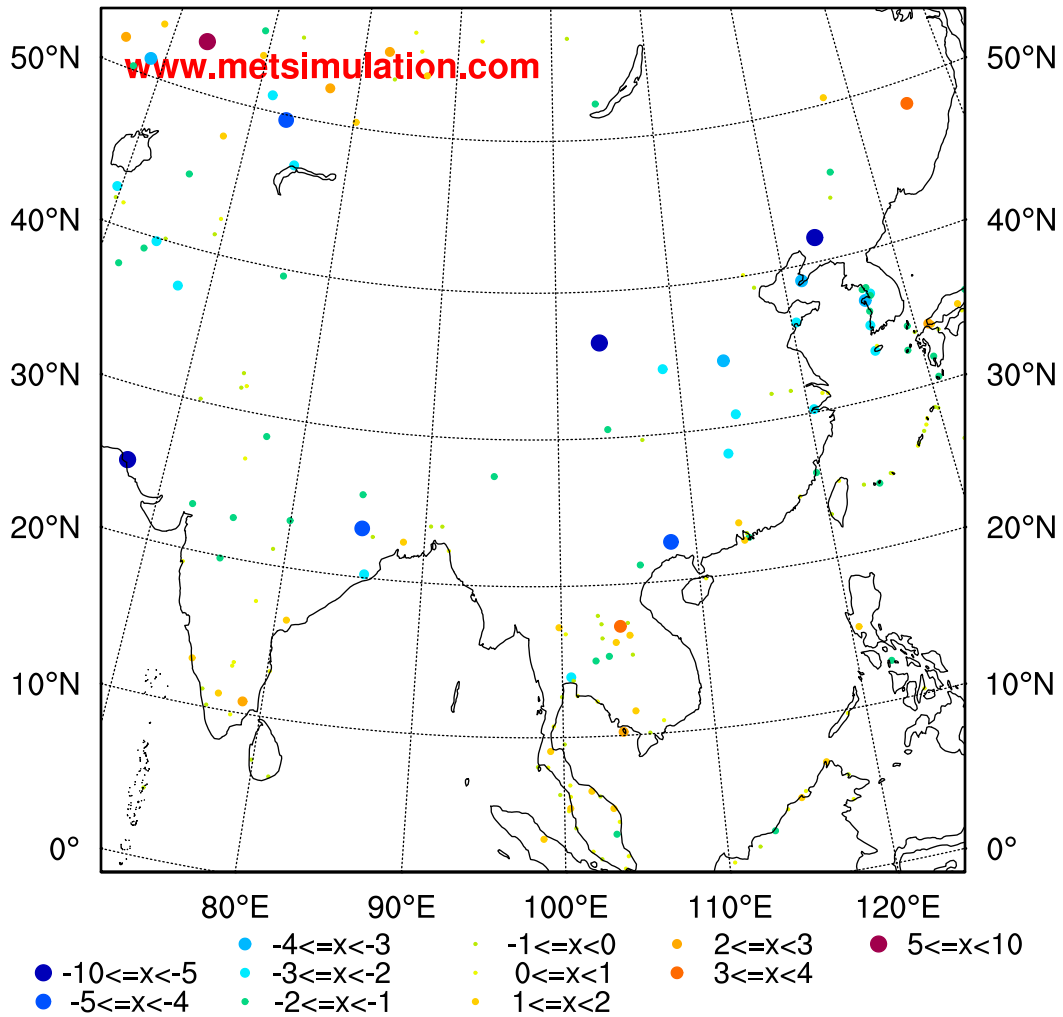 50°N 50°N
www.metsimulation.com
40°N 40°N
30°N 30°N
20°N 20°N
10°N 10°N
0° 0°
80°E 90°E 100°E 110°E 120°E
-4<=x<-3 -1<=x<0 2<=x<3 5<=x<10
-10<=x<-5 -3<=x<-2 0<=x<1 3<=x<4
-5<=x<-4 -2<=x<-1 1<=x<2